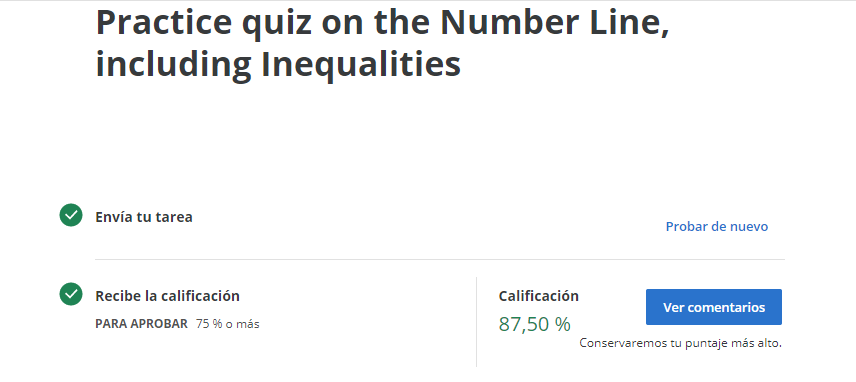 Practice quiz on the Number Line,
including Inequalities
Envía tu tarea
Probar de nuevo
Recibe la calificación
PARA APROBAR 75 % o más
Calificación
87,50 %
Ver comentarios
Conservaremos tu puntaje más alto.